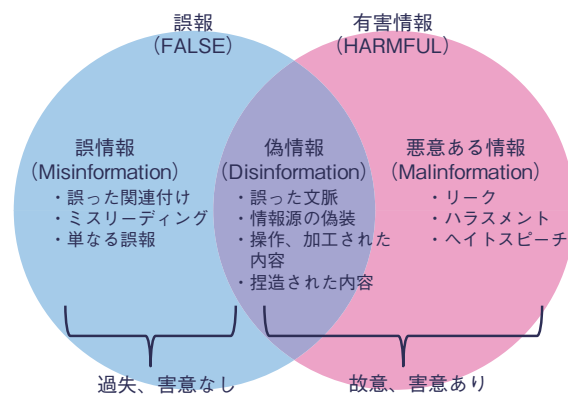 誤報
(FALSE)
有害情報
(HARMFUL)
誤情報
(Misinformation)
・誤った関連付け
・ミスリーディング
・単なる誤報
偽情報
(Disinformation)
・誤った文脈
・情報源の偽装
・操作、加工された
内容
・捏造された内容
悪意ある情報
(Malinformation)
・リーク
・ハラスメント
・ヘイトスピーチ
過失、害意なし
故意、害意あり